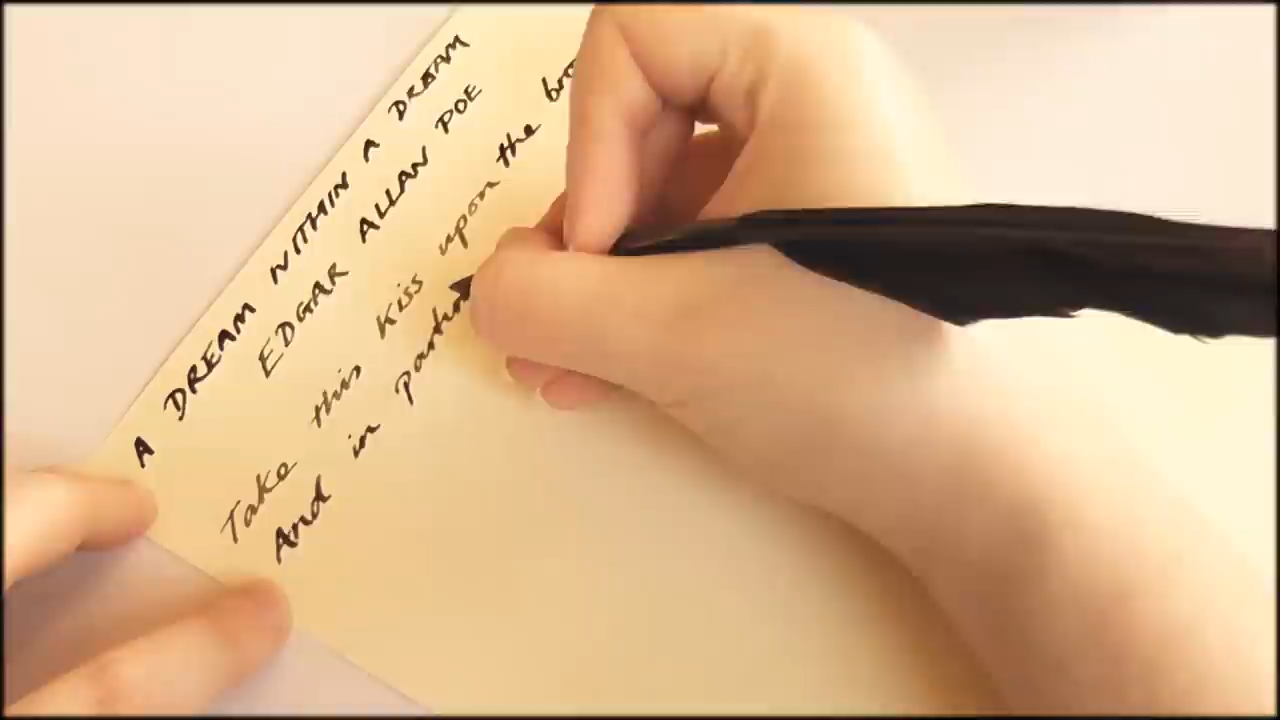 A DREAM WITHIN A DREAM
EDGAR ALLAN POE
Take this kiss upon the
And in